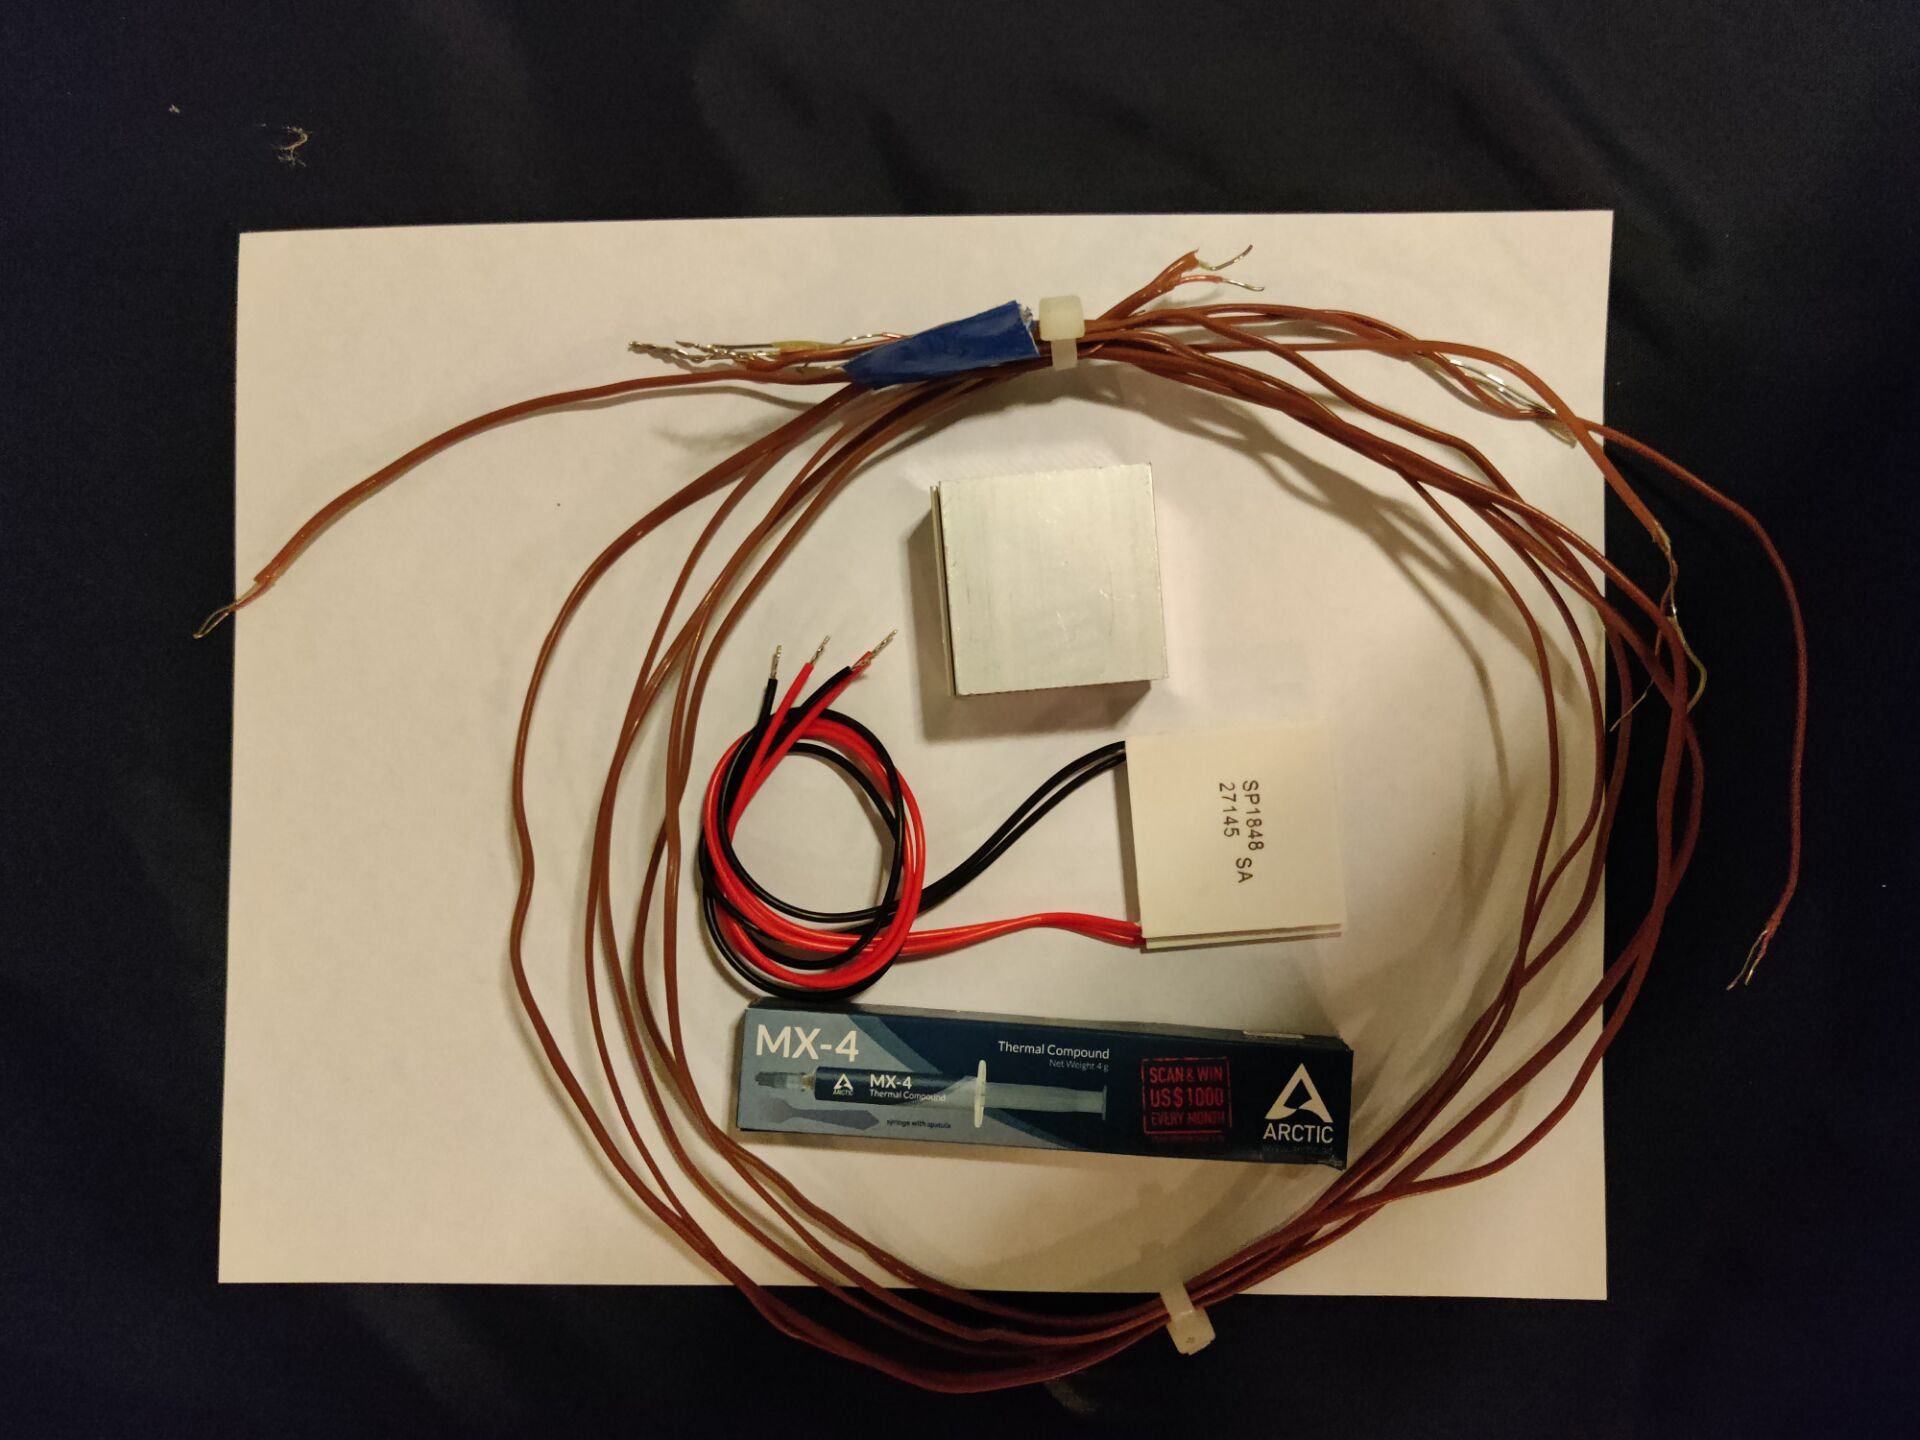 SP1848 SA
27145
MX-4
Thermal Compound
Net Weight 4 g
ARCTIC
MX-4
Thermal Compound
syringe with spatula
SCAN & WIN
US$1000
EVERY MONTH
ARCTIC